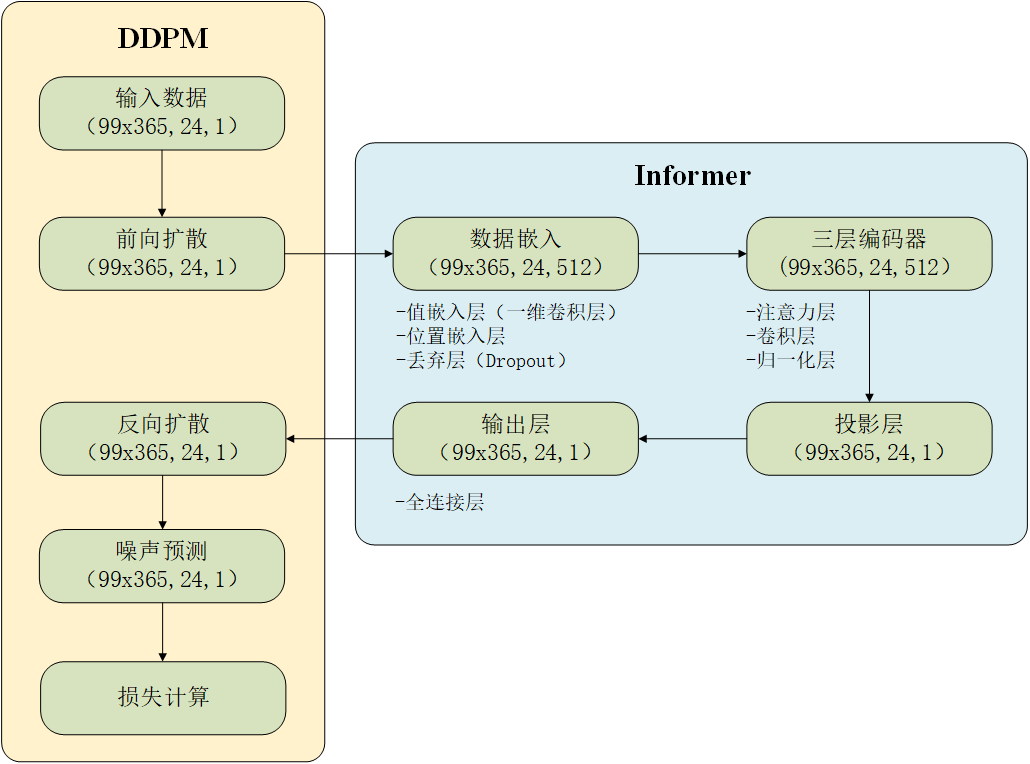 DDPM
输入数据
（99x365,24,1）
前向扩散
（99x365,24,1）
Informer
数据嵌入
（99x365,24,512）
-值嵌入层（一维卷积层）
-位置嵌入层
-丢弃层（Dropout）
三层编码器
（99x365,24,512）
-注意力层
-卷积层
-归一化层
投影层
（99x365,24,1）
输出层
（99x365,24,1）
-全连接层
反向扩散
（99x365,24,1）
噪声预测
（99x365,24,1）
损失计算